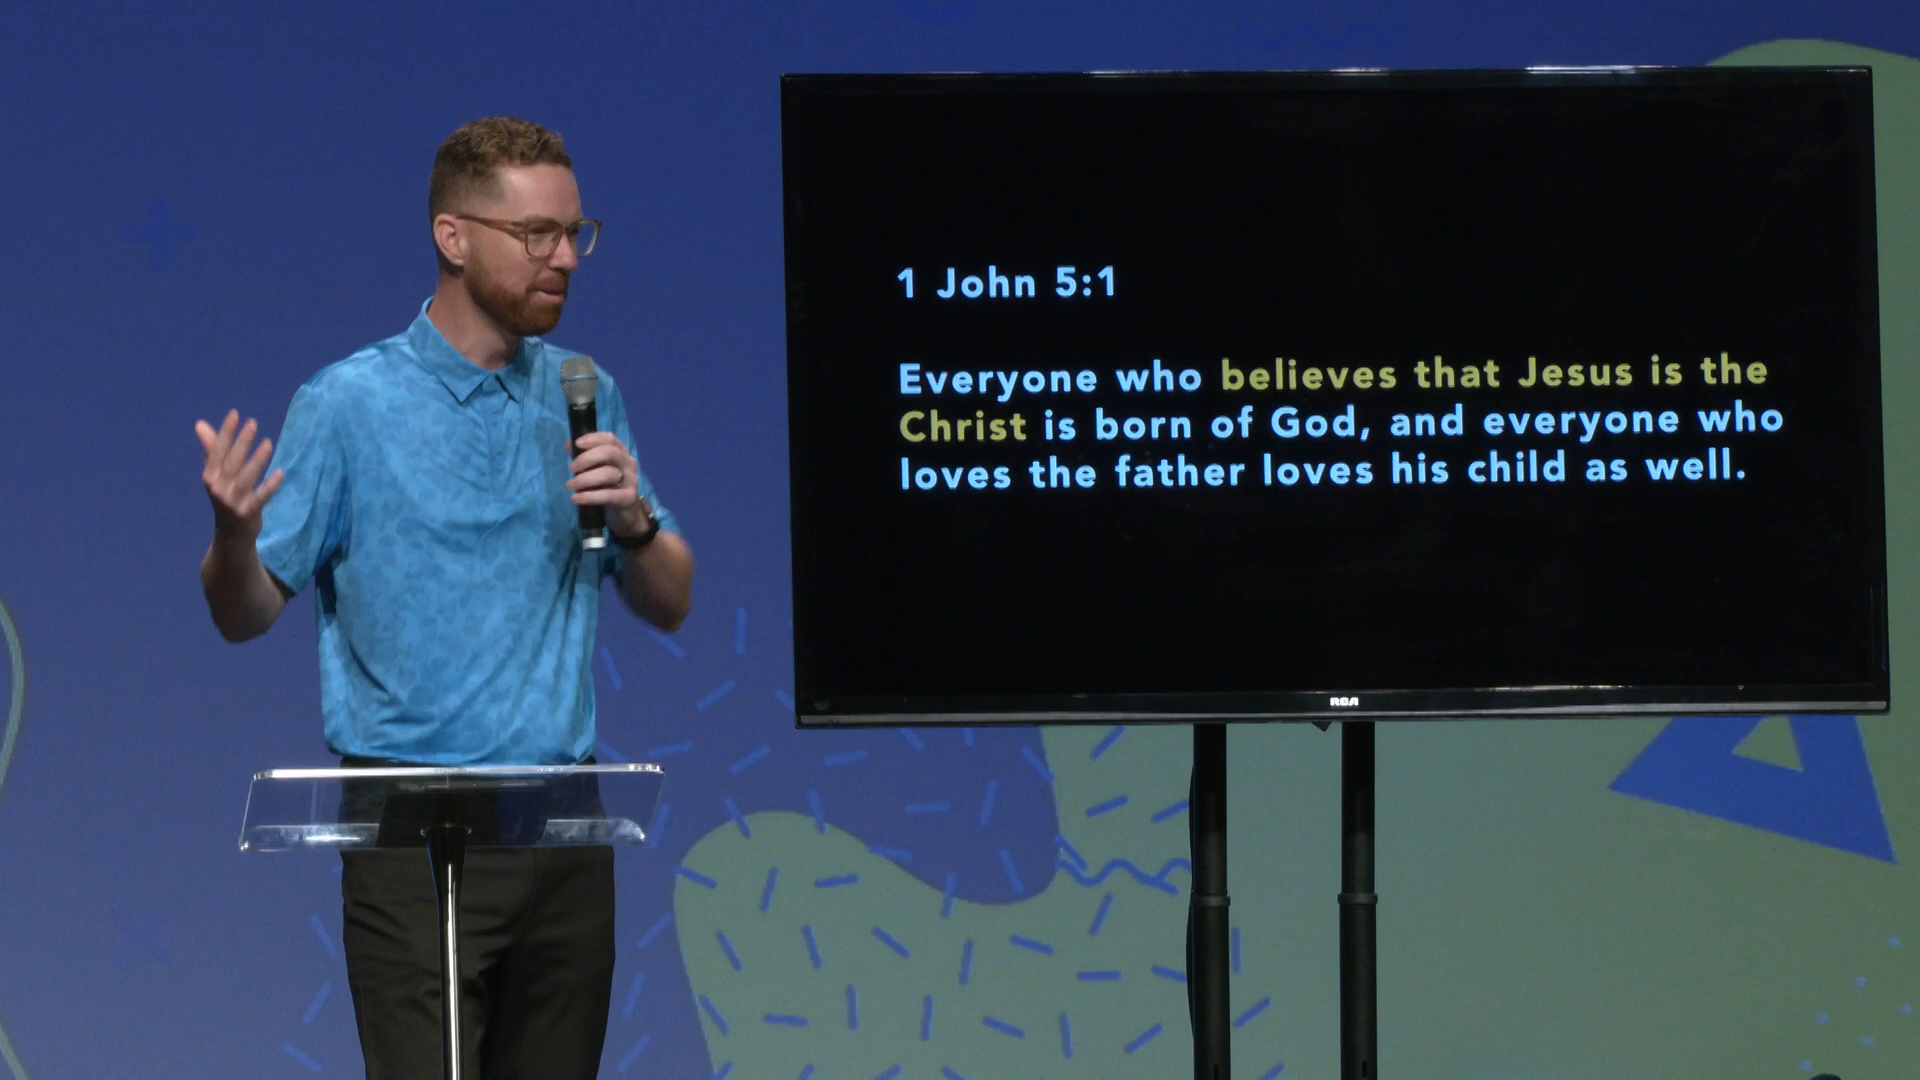 1 John 5:1
Everyone who believes that Jesus is the
Christ is born of God, and everyone who
loves the father loves his child as well.
RCA